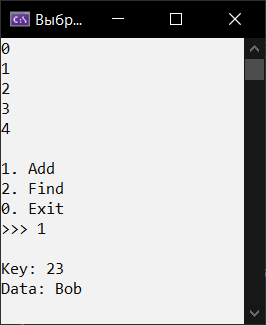 Выбр...
0
1
2
3
4
1. Add
2. Find
0. Exit
>>> 1
Key: 23
Data: Bob